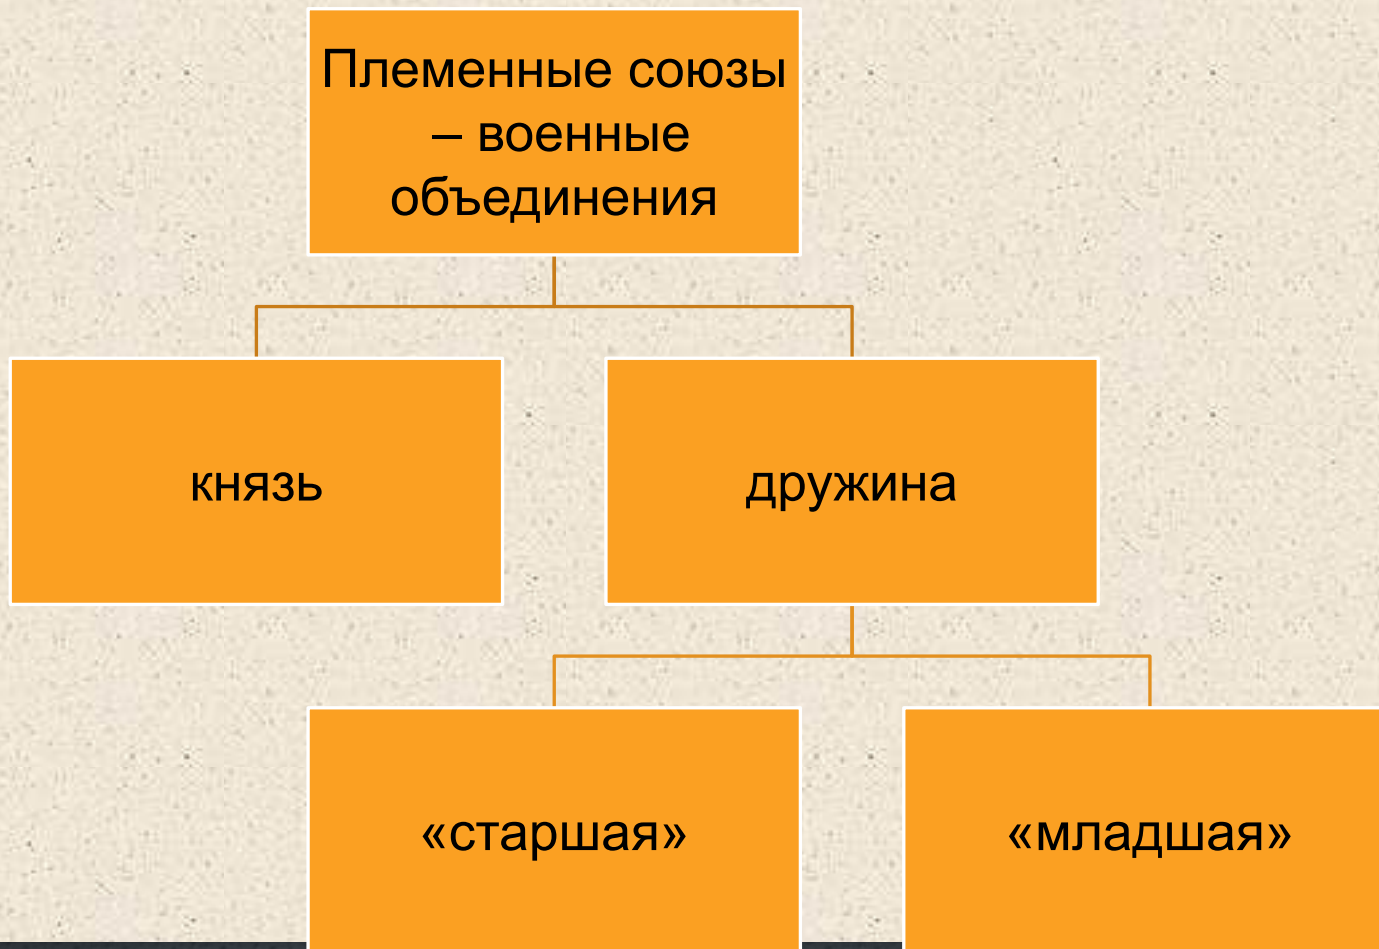 Племенные союзы
– военные
объединения
князь
дружина
«старшая»
«младшая»